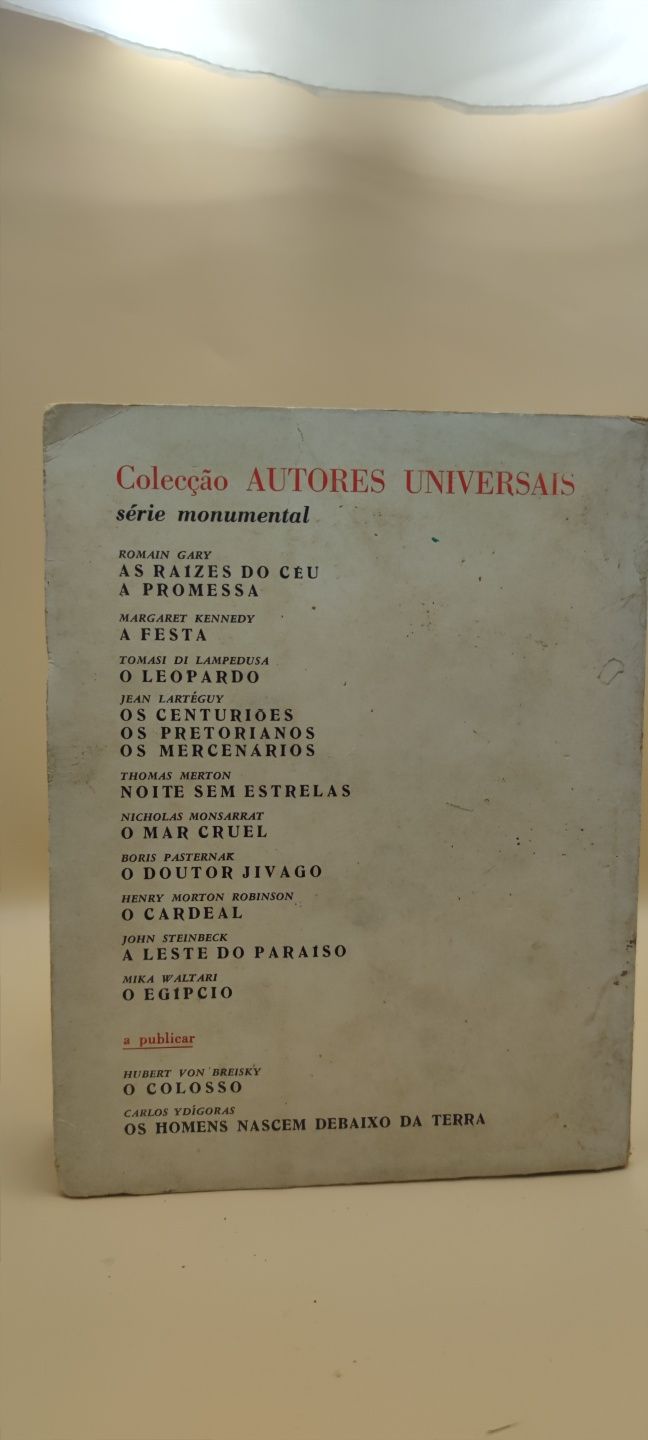 Colecção AUTORES UNIVERSAIS
série monumental
ROMAIN GARY
AS RAÍZES DO CÉU
A PROMESSA
MARGARET KENNEDY
A FESTA
TOMASI DI LAMPEDUSA
O LEOPARDO
JEAN LARTÉGUY
OS CENTURIÕES
OS PRETORIANOS
OS MERCENÁRIOS
THOMAS MERTON
NOITE SEM ESTRELAS
NICHOLAS MONSARRAT
O MAR CRUEL
BORIS PASTERNAK
O DOUTOR JIVAGO
HENRY MORTON ROBINSON
O CARDEAL
JOHN STEINBECK
A LESTE DO PARAÍSO
MIKA WALTARI
O EGÍPCIO
a publicar
HUBERT VON BREISKY
O COLOSSO
CARLOS YDÍGORAS
OS HOMENS NASCEM DEBAIXO DA TERRA